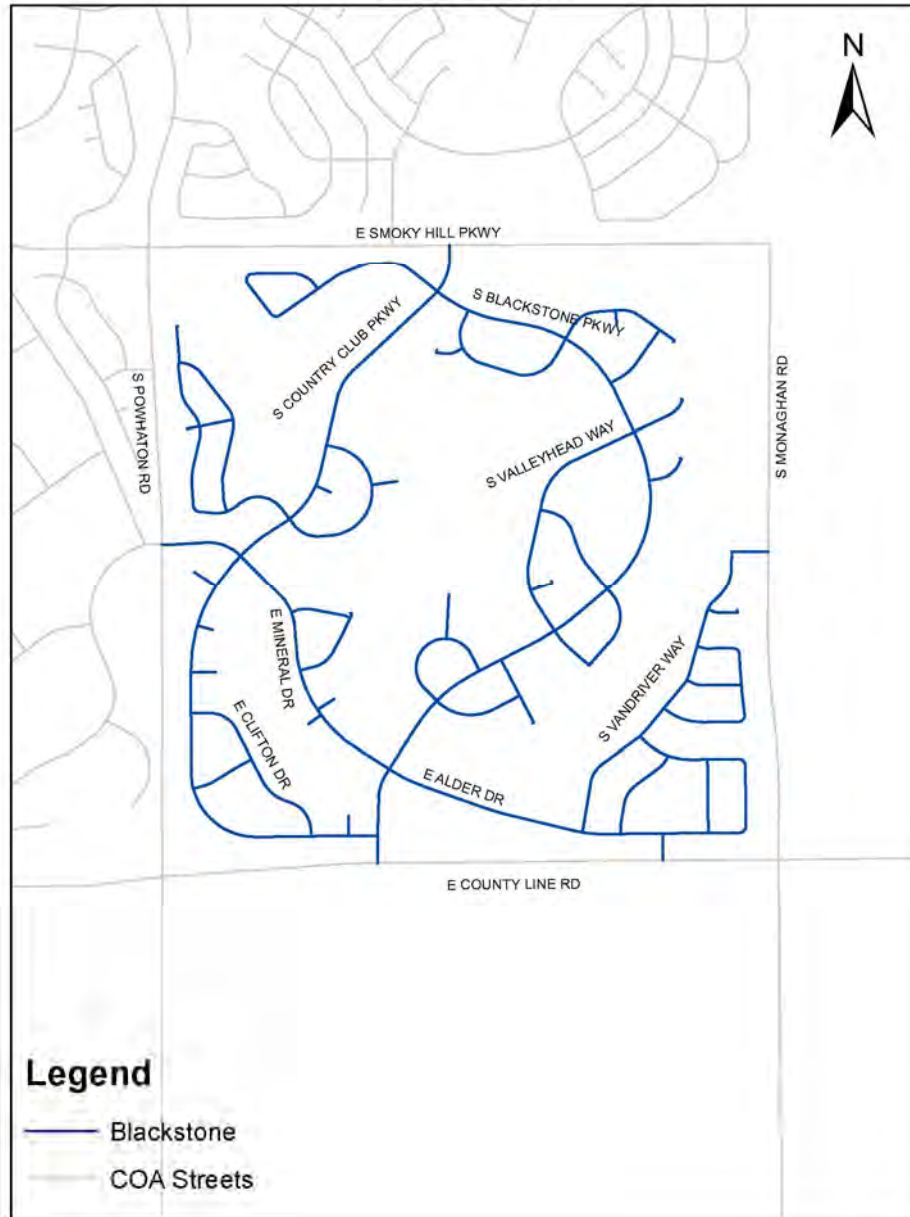 N
E SMOKY HILL PKWY
S BLACKSTONE PKWY
S COUNTRY CLUB PKWY
S POWHATON RD
S MONAGHAN RD
S VALLEYHEAD WAY
E MINERAL DR
S VANDRIVER WAY
E CLIFTON DR
E ALDER DR
E COUNTY LINE RD
Legend
Blackstone
COA Streets